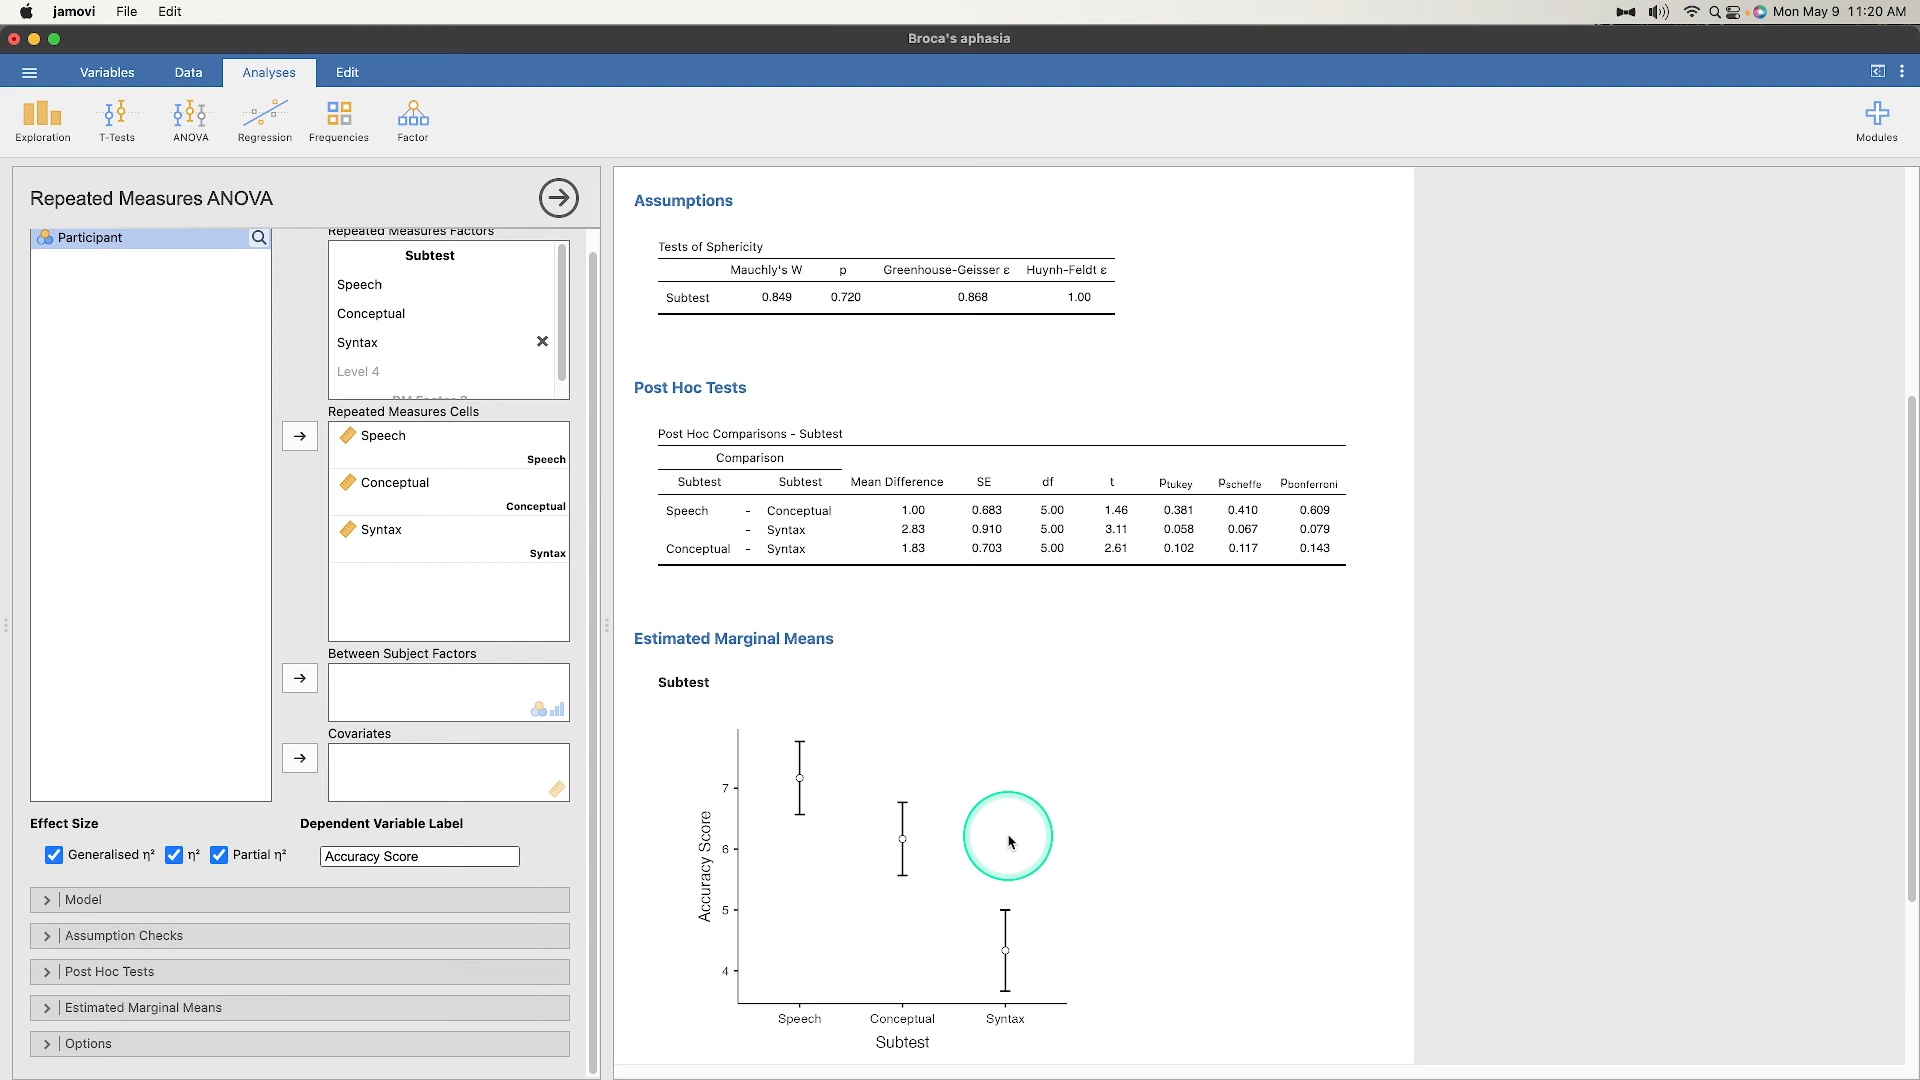 jamovi File Edit Mon May 9 11:20 AM
Broca's aphasia
Variables Data Analyses Edit
Exploration T-Tests ANOVA Regression Frequencies Factor Modules
Repeated Measures ANOVA
Participant
Repeated Measures Factors
Subtest
Speech
Conceptual
Syntax
Level 4
RM Factor 2
Repeated Measures Cells
Speech
Speech
Conceptual
Conceptual
Syntax
Syntax
Between Subject Factors
Covariates
Effect Size
Dependent Variable Label
Generalised η² η² Partial η²
Accuracy Score
Model
Assumption Checks
Post Hoc Tests
Estimated Marginal Means
Options
Assumptions
Tests of Sphericity
Mauchly's W p Greenhouse-Geisser ε Huynh-Feldt ε
Subtest 0.849 0.720 0.868 1.00
Post Hoc Tests
Post Hoc Comparisons - Subtest
Comparison
Subtest Subtest Mean Difference SE df t ptukey pscheffe pbonferroni
Speech - Conceptual 1.00 0.683 5.00 1.46 0.381 0.410 0.609
- Syntax 2.83 0.910 5.00 3.11 0.058 0.067 0.079
Conceptual - Syntax 1.83 0.703 5.00 2.61 0.102 0.117 0.143
Estimated Marginal Means
Subtest
7
6
5
4
Accuracy Score
Speech Conceptual Syntax
Subtest